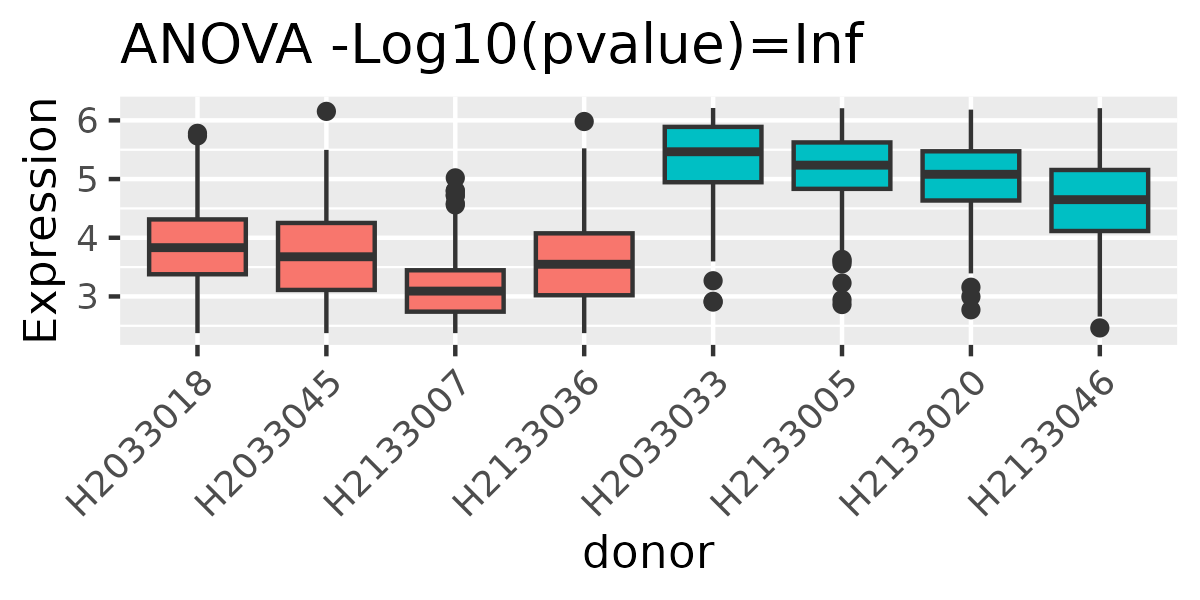 ANOVA -Log10(pvalue)=Inf
Expression
6
5
4
3
H2033018
H2033045
H2133007
H2133036
H2033033
H2133005
H2133020
H2133046
donor